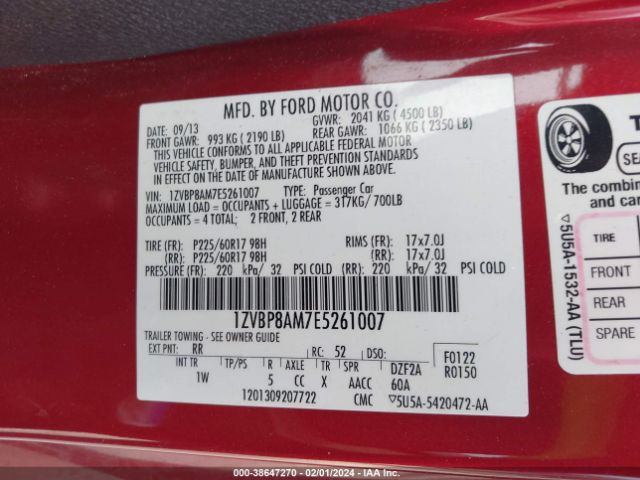 MFD. BY FORD MOTOR CO.
DATE: 09/13 GVWR: 2041 KG ( 4500 LB)
FRONT GAWR: 993 KG ( 2190 LB) REAR GAWR: 1066 KG ( 2350 LB)
THIS VEHICLE CONFORMS TO ALL APPLICABLE FEDERAL MOTOR
VEHICLE SAFETY, BUMPER, AND THEFT PREVENTION STANDARDS
IN EFFECT ON THE DATE OF MANUFACTURE SHOWN ABOVE.
VIN: 1ZVBP8AM7E5261007 TYPE: Passenger Car
MAXIMUM LOAD = OCCUPANTS + LUGGAGE = 317KG/ 700LB
OCCUPANTS = 4 TOTAL; 2 FRONT, 2 REAR
TIRE (FR): P225/60R17 98H RIMS (FR): 17x7.0J
(RR): P225/60R17 98H (RR): 17x7.0J
PRESSURE (FR): 220 kPa/ 32 PSI COLD (RR): 220 kPa/ 32 PSI COLD
1ZVBP8AM7E5261007
TRAILER TOWING - SEE OWNER GUIDE
EXT PNT: RR RC: 52 DSO: F0122
R0150
INT TR TP/PS R AXLE TR SPR DZF2A
1W 5 CC X AACC 60A
1201309207722 CMC ▽5U5A-5420472-AA
T
SEA
The combine
and carg
▽5U5A-1532-AA (TLU)
TIRE
FRONT
REAR
SPARE
000-38647270 - 02/01/2024 - IAA Inc.